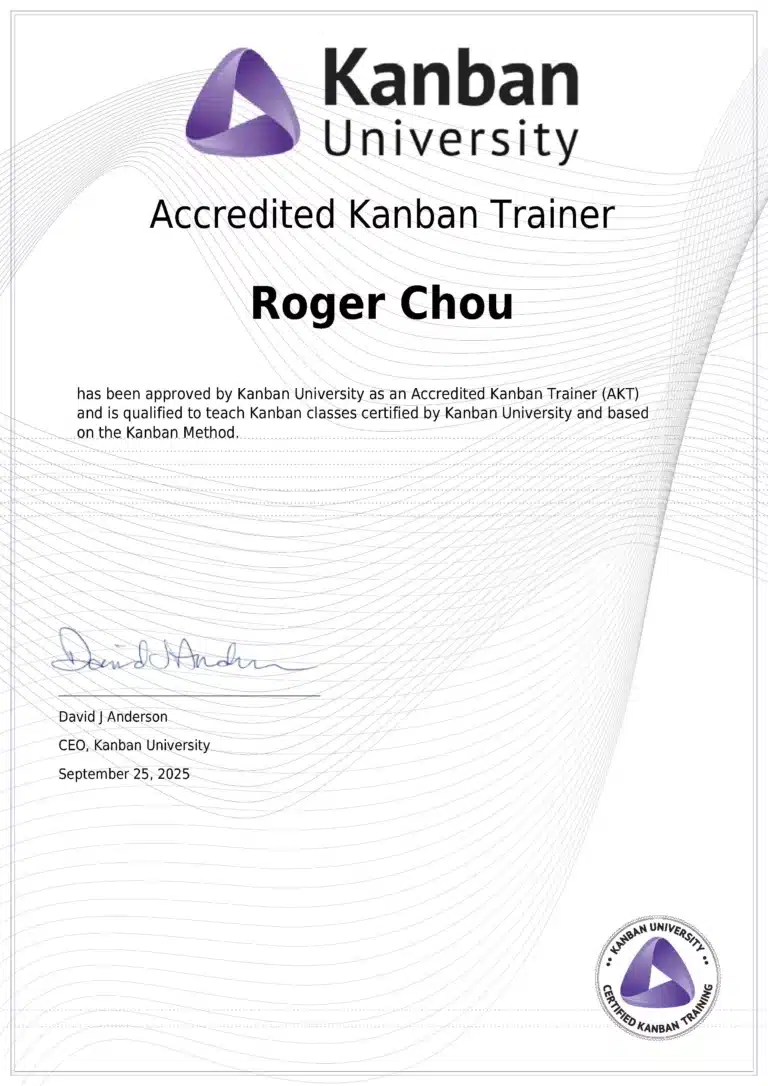 Kanban
University
Accredited Kanban Trainer
Roger Chou
has been approved by Kanban University as an Accredited Kanban Trainer (AKT)
and is qualified to teach Kanban classes certified by Kanban University and based
on the Kanban Method.
David J Anderson
David J Anderson
CEO, Kanban University
September 25, 2025
•• KANBAN UNIVERSITY ••
CERTIFIED KANBAN TRAINING